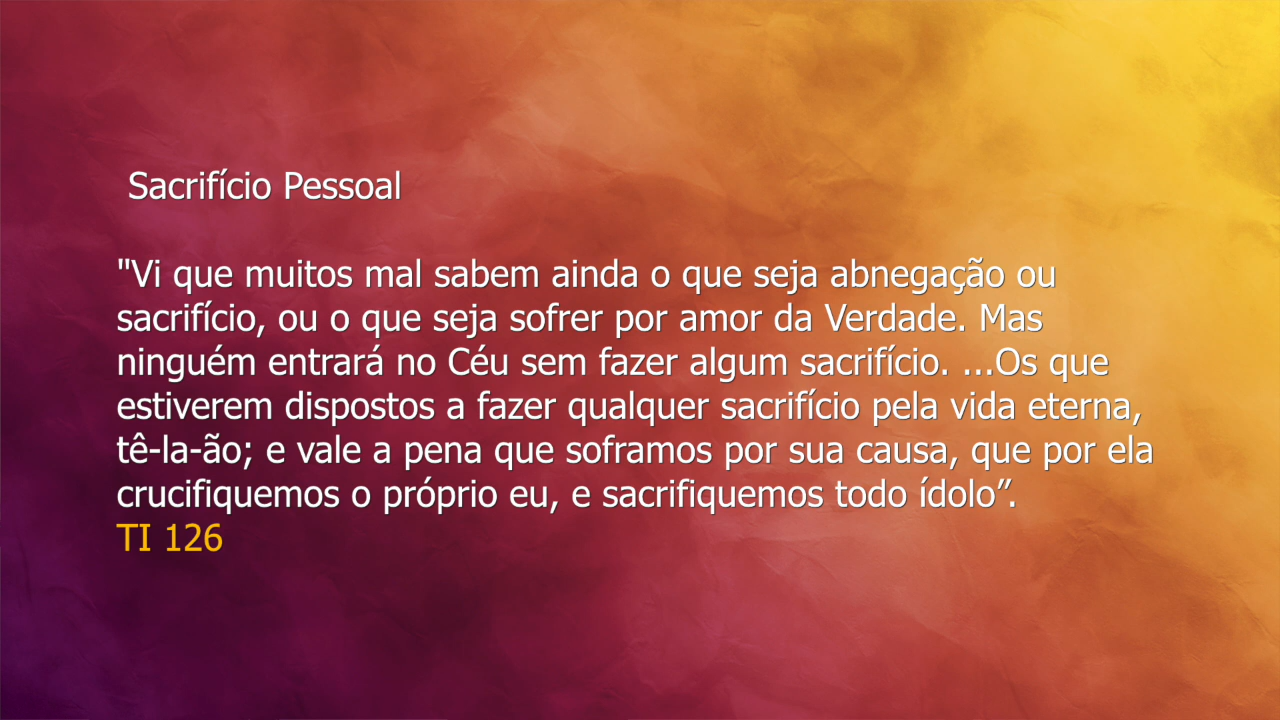 Sacrifício Pessoal
"Vi que muitos mal sabem ainda o que seja abnegação ou
sacrifício, ou o que seja sofrer por amor da Verdade. Mas
ninguém entrará no Céu sem fazer algum sacrifício. ...Os que
estiverem dispostos a fazer qualquer sacrifício pela vida eterna,
tê-la-ão; e vale a pena que soframos por sua causa, que por ela
crucifiquemos o próprio eu, e sacrifiquemos todo ídolo”.
TI 126